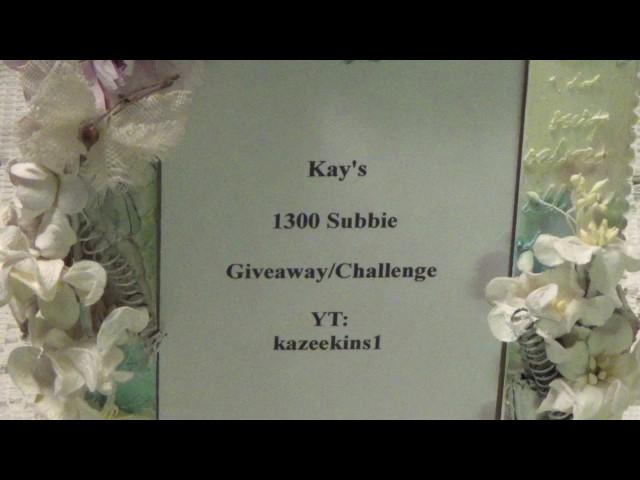 Kay's
1300 Subbie
Giveaway/Challenge
YT:
kazeekins1